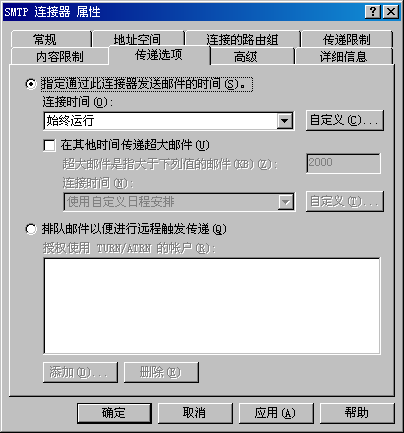 SMTP 连接器 属性
常规 地址空间 连接的路由组 传递限制
内容限制 传递选项 高级 详细信息
指定通过此连接器发送邮件的时间(S)。
连接时间(O):
始终运行 自定义(C)...
在其他时间传递超大邮件(U)
超大邮件是指大于下列值的邮件(KB)(Z): 2000
连接时间(N):
使用自定义日程安排 自定义(T)...
排队邮件以便进行远程触发传递(Q)
授权使用 TURN/ATRN 的帐户(R):
添加(D)... 删除(E)
确定 取消 应用(A) 帮助